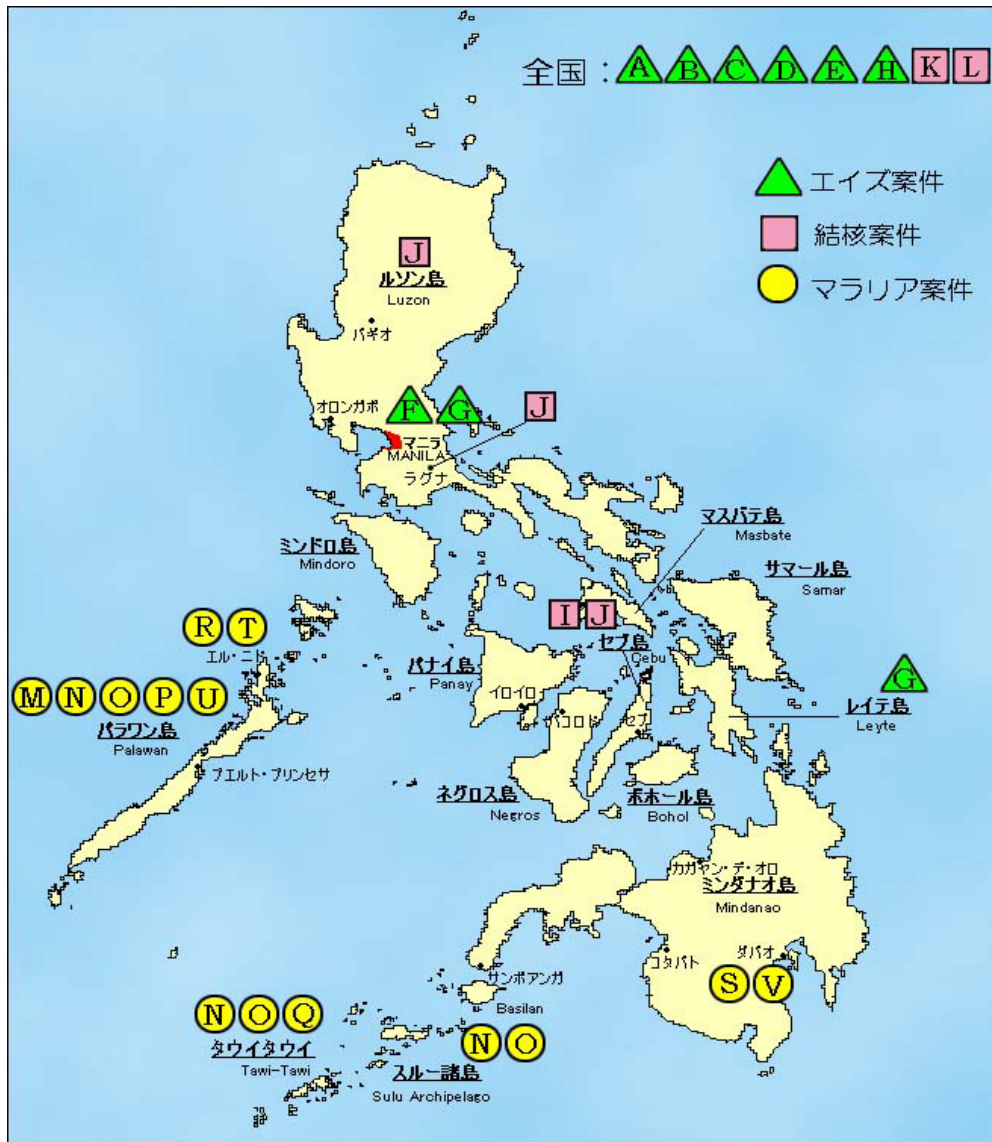 全国：A B C D E H K L
エイズ案件
結核案件
マラリア案件
J
ルソン島
Luzon
バギオ
オロンガポ
F G
J
マニラ
MANILA
ラグナ
マスバテ島
Masbate
ミンドロ島
Mindoro
サマール島
Samar
I J
R T
エル・ニド
セブ島
Cebu
パナイ島
Panay
G
M N O P U
イロイロ
バコロド
セブ
レイテ島
Leyte
パラワン島
Palawan
プエルト・プリンセサ
ネグロス島
Negros
ボホール島
Bohol
カガヤン・デ・オロ
ミンダナオ島
Mindanao
コタバト
ダバオ
サンボアンガ
S V
Basilan
N O Q
タウイタウイ
Tawi-Tawi
N O
スルー諸島
Sulu Archipelago